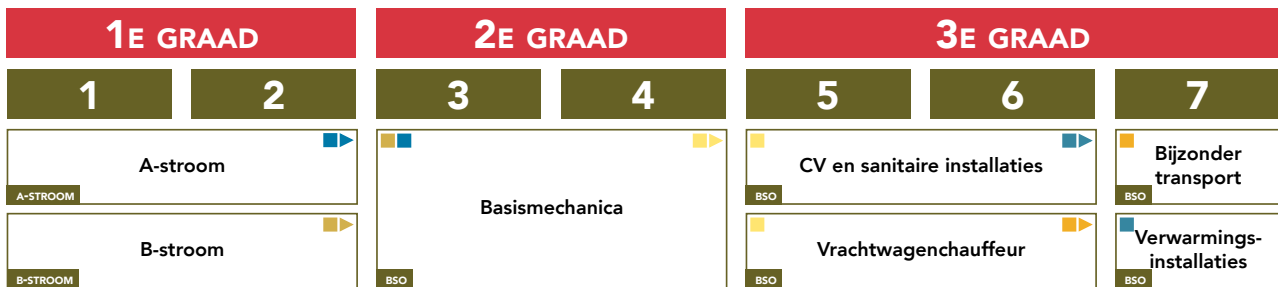 1E GRAAD
2E GRAAD
3E GRAAD
1
2
3
4
5
6
7
A-stroom
A-STROOM
B-stroom
B-STROOM
Basismechanica
BSO
CV en sanitaire installaties
BSO
Vrachtwagenchauffeur
BSO
Bijzonder
transport
BSO
Verwarmings-
installaties
BSO